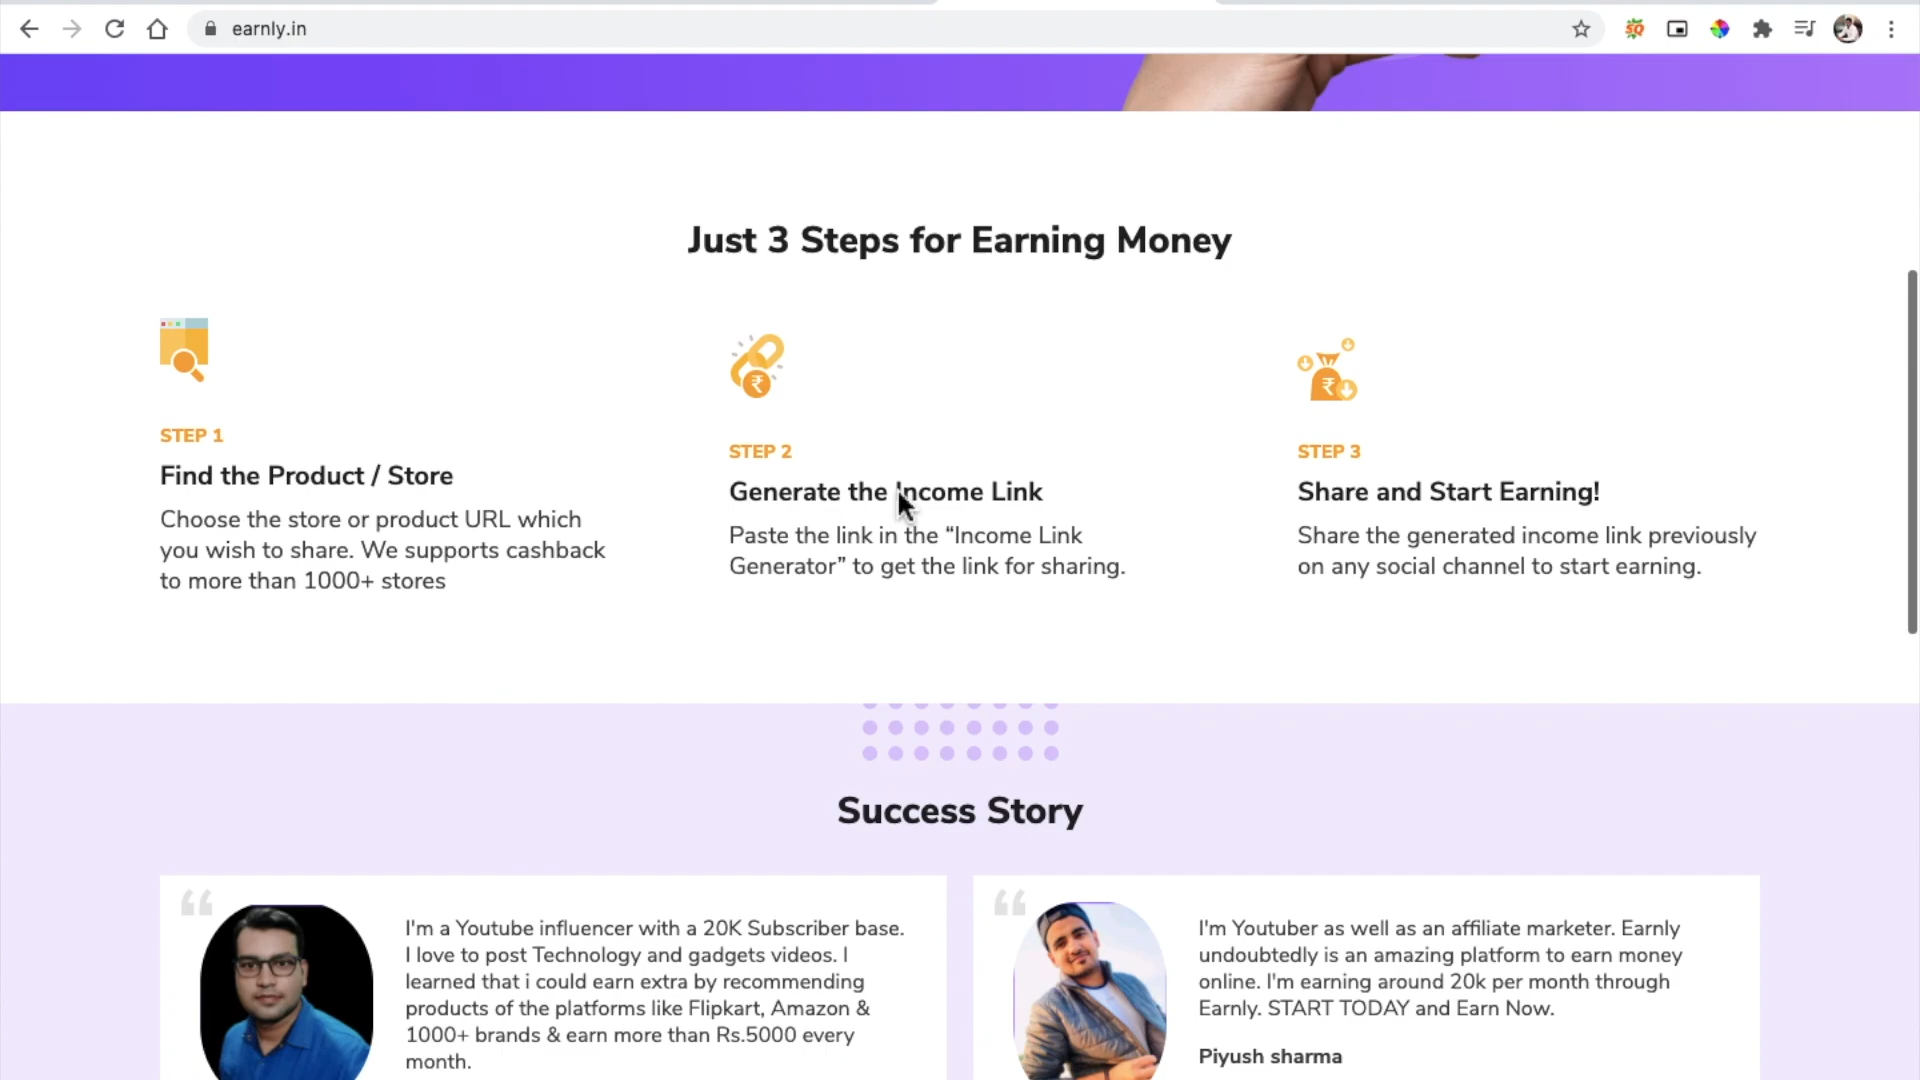 earnly.in
SQ
Just 3 Steps for Earning Money
STEP 1
Find the Product / Store
Choose the store or product URL which
you wish to share. We supports cashback
to more than 1000+ stores
₹
STEP 2
Generate the Income Link
Paste the link in the “Income Link
Generator” to get the link for sharing.
₹
STEP 3
Share and Start Earning!
Share the generated income link previously
on any social channel to start earning.
Success Story
“
I'm a Youtube influencer with a 20K Subscriber base.
I love to post Technology and gadgets videos. I
learned that i could earn extra by recommending
products of the platforms like Flipkart, Amazon &
1000+ brands & earn more than Rs.5000 every
month.
“
I'm Youtuber as well as an affiliate marketer. Earnly
undoubtedly is an amazing platform to earn money
online. I'm earning around 20k per month through
Earnly. START TODAY and Earn Now.
Piyush sharma